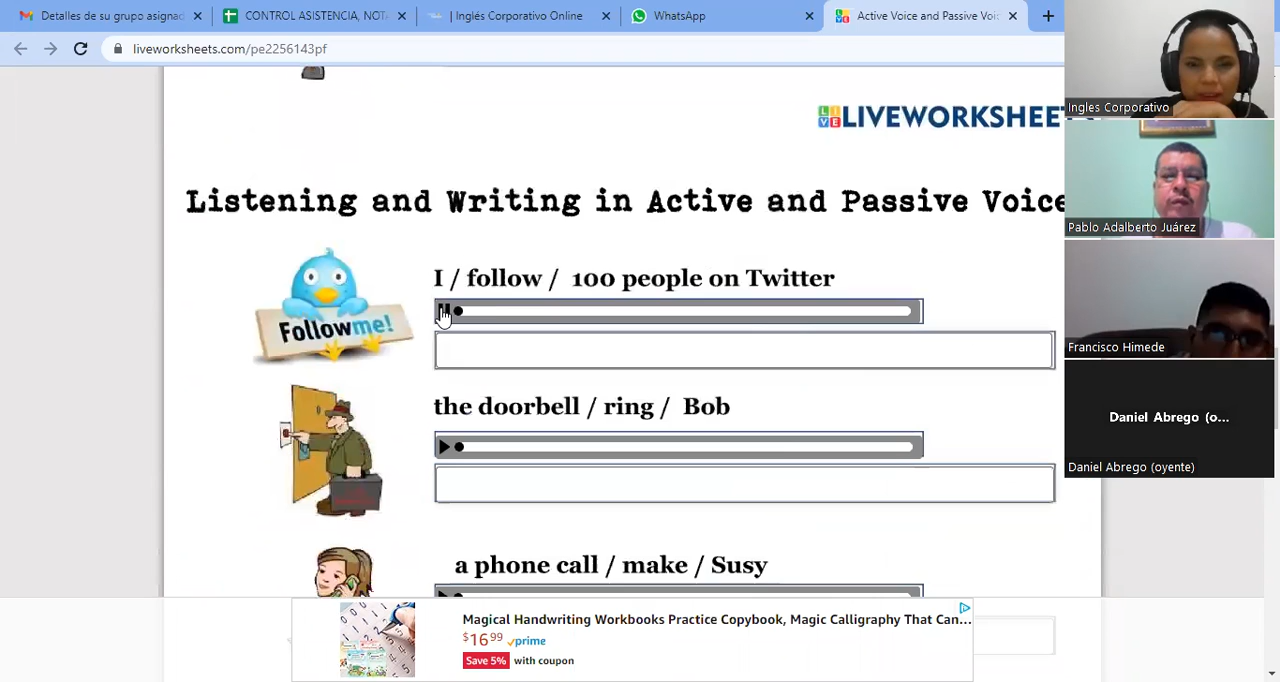 Detalles de su grupo asignad
CONTROL ASISTENCIA, NOT
| Inglés Corporativo Online
WhatsApp
Active Voice and Passive Voic
liveworksheets.com/pe2256143pf
LIVEWORKSHEET
Listening and Writing in Active and Passive Voice
Followme!
I / follow / 100 people on Twitter
the doorbell / ring / Bob
a phone call / make / Susy
Magical Handwriting Workbooks Practice Copybook, Magic Calligraphy That Can...
$16.99 prime
Save 5% with coupon
Ingles Corporativo
Pablo Adalberto Juárez
Francisco Himede
Daniel Abrego (o...
Daniel Abrego (oyente)